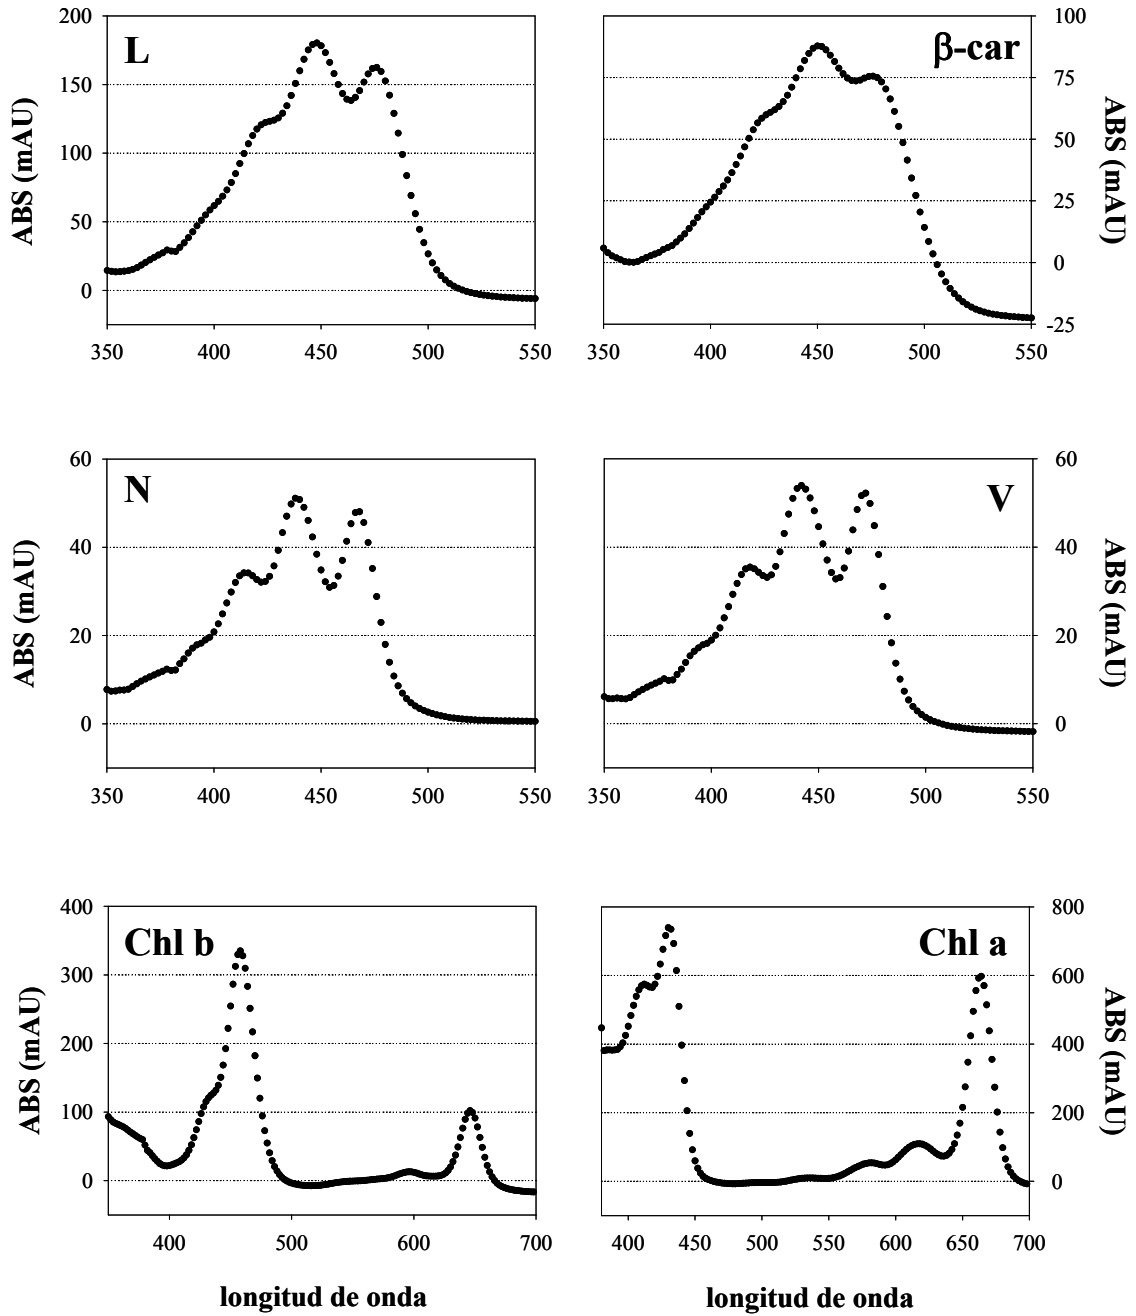 L
ABS (mAU)
200
150
100
50
0
350 400 450 500 550
β-car
ABS (mAU)
100
75
50
25
0
-25
350 400 450 500 550
N
ABS (mAU)
60
40
20
0
350 400 450 500 550
V
ABS (mAU)
60
40
20
0
350 400 450 500 550
Chl b
ABS (mAU)
400
300
200
100
0
400 500 600 700
longitud de onda
Chl a
ABS (mAU)
800
600
400
200
0
400 450 500 550 600 650 700
longitud de onda